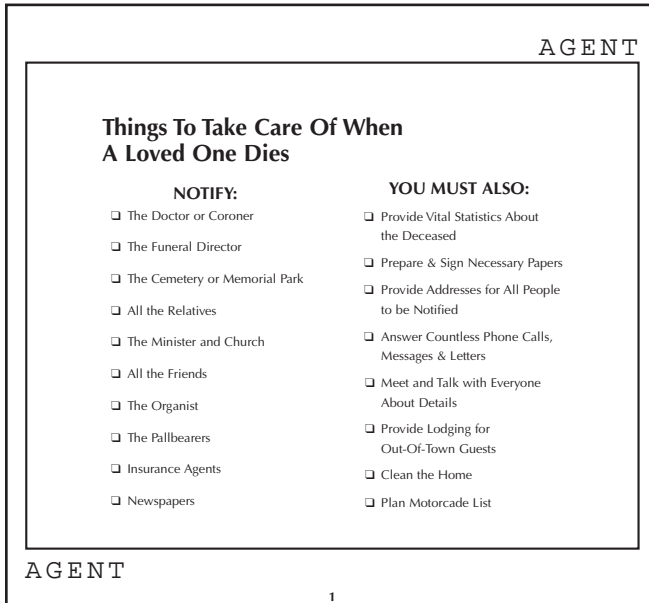 AGENT
Things To Take Care Of When
A Loved One Dies
NOTIFY:
❑ The Doctor or Coroner
❑ The Funeral Director
❑ The Cemetery or Memorial Park
❑ All the Relatives
❑ The Minister and Church
❑ All the Friends
❑ The Organist
❑ The Pallbearers
❑ Insurance Agents
❑ Newspapers
YOU MUST ALSO:
❑ Provide Vital Statistics About
the Deceased
❑ Prepare & Sign Necessary Papers
❑ Provide Addresses for All People
to be Notified
❑ Answer Countless Phone Calls,
Messages & Letters
❑ Meet and Talk with Everyone
About Details
❑ Provide Lodging for
Out-Of-Town Guests
❑ Clean the Home
❑ Plan Motorcade List
AGENT
1